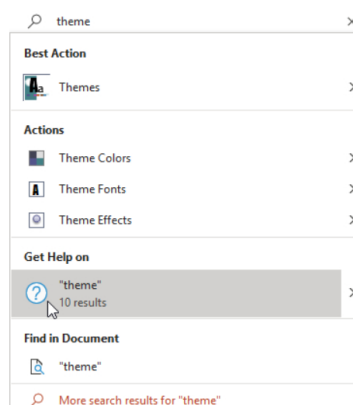 theme
Best Action
Themes
Actions
Theme Colors
Theme Fonts
Theme Effects
Get Help on
"theme"
10 results
Find in Document
"theme"
More search results for "theme"